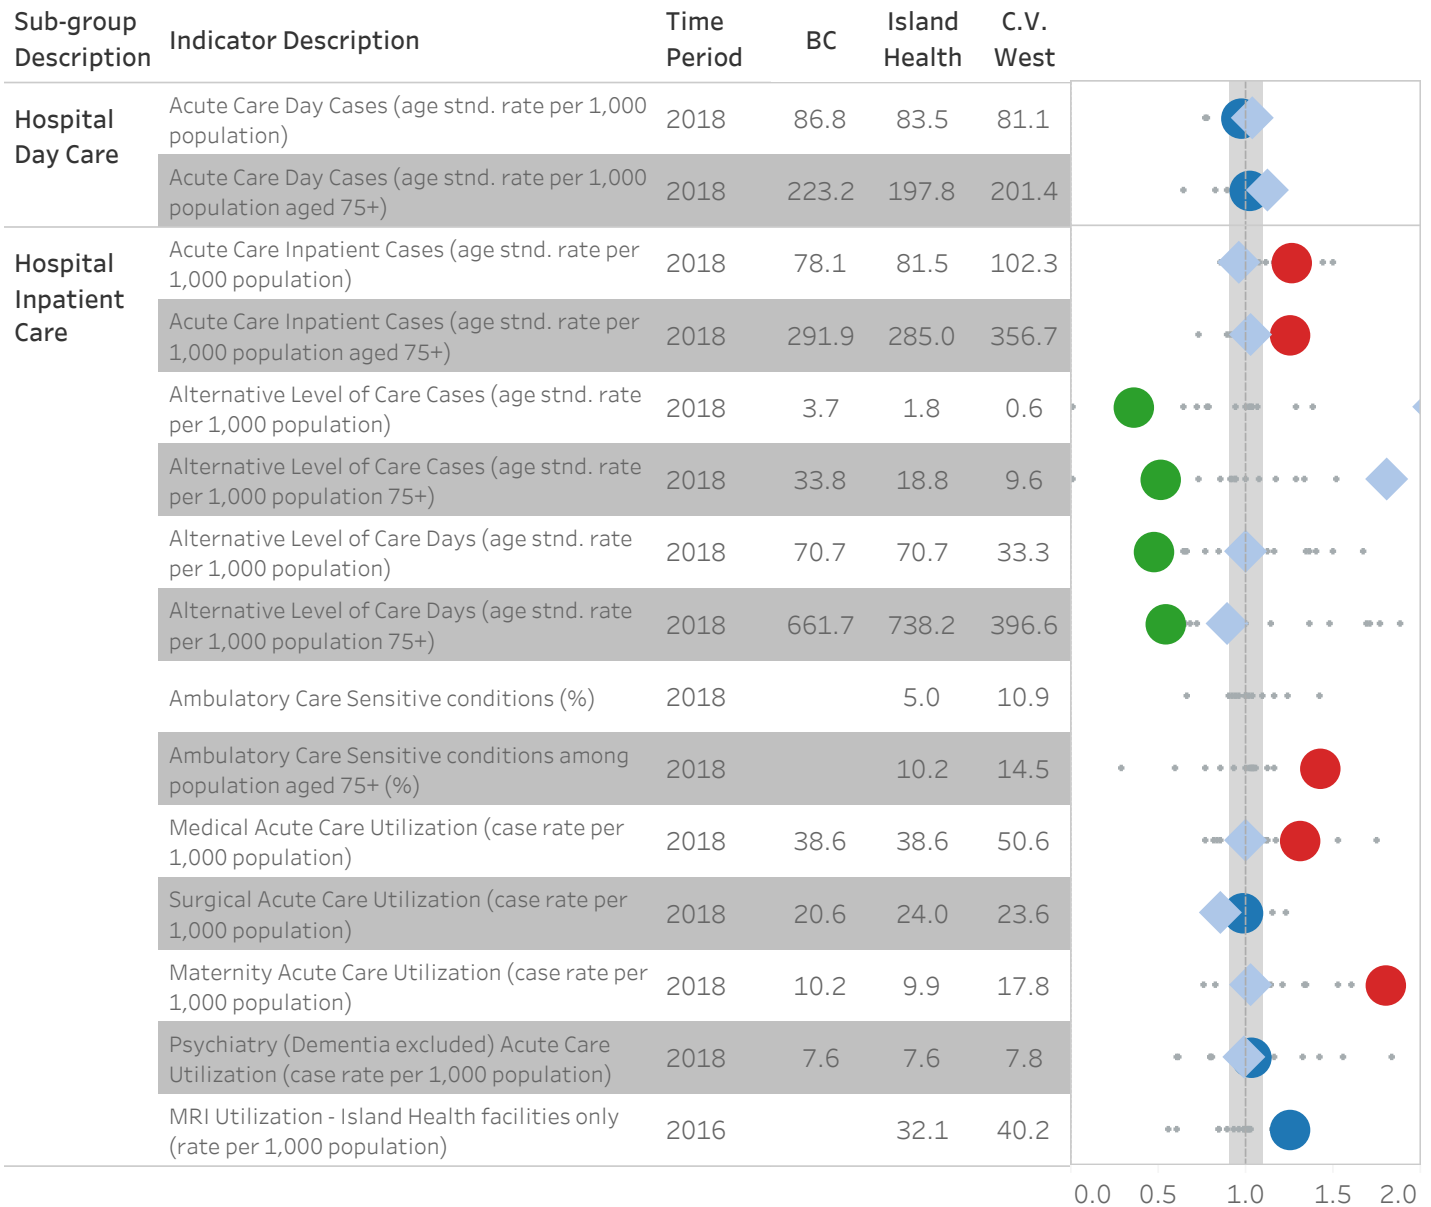 Sub-group Description
Indicator Description
Time Period
BC
Island Health
C.V. West
Hospital Day Care
Acute Care Day Cases (age stnd. rate per 1,000
population)
2018 86.8 83.5 81.1
Acute Care Day Cases (age stnd. rate per 1,000
population aged 75+)
2018 223.2 197.8 201.4
Hospital Inpatient Care
Acute Care Inpatient Cases (age stnd. rate per
1,000 population)
2018 78.1 81.5 102.3
Acute Care Inpatient Cases (age stnd. rate per
1,000 population aged 75+)
2018 291.9 285.0 356.7
Alternative Level of Care Cases (age stnd. rate
per 1,000 population)
2018 3.7 1.8 0.6
Alternative Level of Care Cases (age stnd. rate
per 1,000 population 75+)
2018 33.8 18.8 9.6
Alternative Level of Care Days (age stnd. rate
per 1,000 population)
2018 70.7 70.7 33.3
Alternative Level of Care Days (age stnd. rate
per 1,000 population 75+)
2018 661.7 738.2 396.6
Ambulatory Care Sensitive conditions (%)
2018 5.0 10.9
Ambulatory Care Sensitive conditions among
population aged 75+ (%)
2018 10.2 14.5
Medical Acute Care Utilization (case rate per
1,000 population)
2018 38.6 38.6 50.6
Surgical Acute Care Utilization (case rate per
1,000 population)
2018 20.6 24.0 23.6
Maternity Acute Care Utilization (case rate per
1,000 population)
2018 10.2 9.9 17.8
Psychiatry (Dementia excluded) Acute Care
Utilization (case rate per 1,000 population)
2018 7.6 7.6 7.8
MRI Utilization - Island Health facilities only
(rate per 1,000 population)
2016 32.1 40.2
0.0 0.5 1.0 1.5 2.0